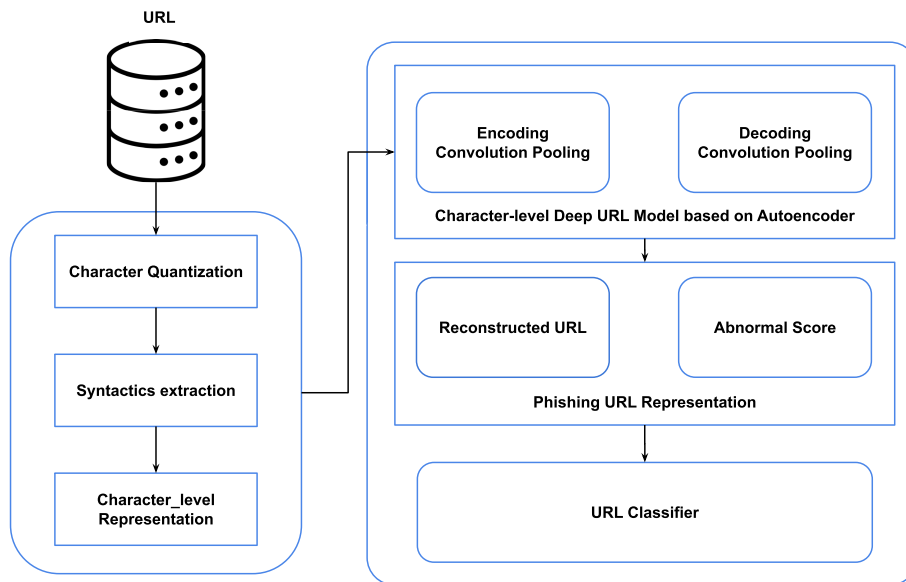 URL
Character Quantization
Syntactics extraction
Character_level
Representation
Encoding
Convolution Pooling
Decoding
Convolution Pooling
Character-level Deep URL Model based on Autoencoder
Reconstructed URL
Abnormal Score
Phishing URL Representation
URL Classifier